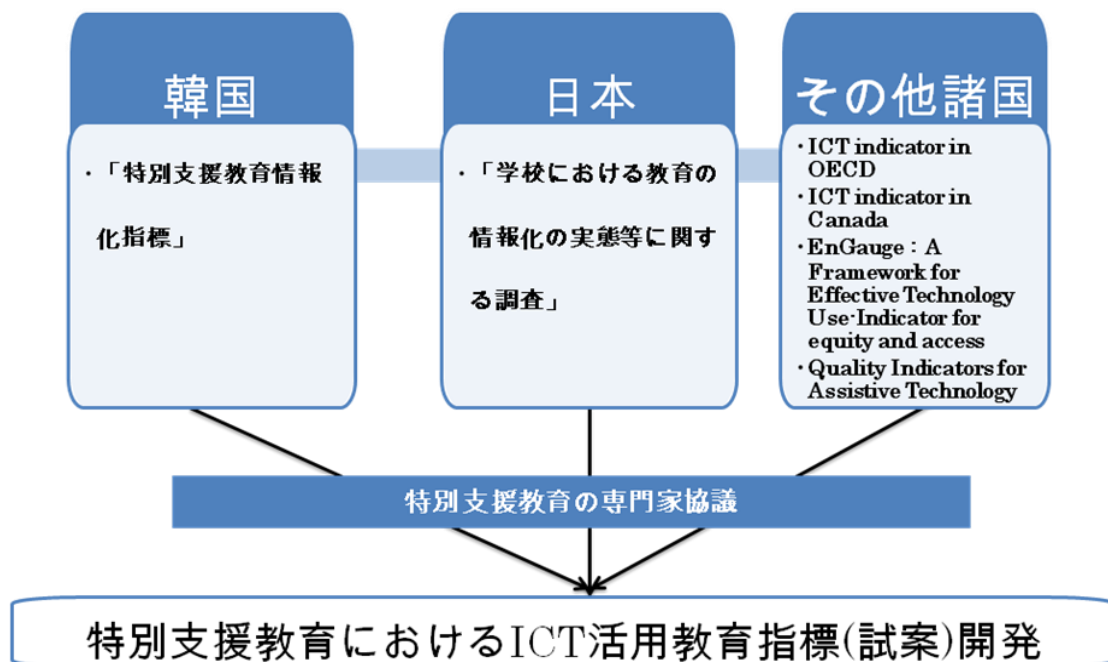 韓国
・「特別支援教育情報
化指標」
日本
・「学校における教育の
情報化の実態等に関す
る調査」
その他諸国
・ICT indicator in
OECD
・ICT indicator in
Canada
・EnGauge：A
Framework for
Effective Technology
Use-Indicator for
equity and access
・Quality Indicators for
Assistive Technology
特別支援教育の専門家協議
特別支援教育におけるICT活用教育指標(試案)開発